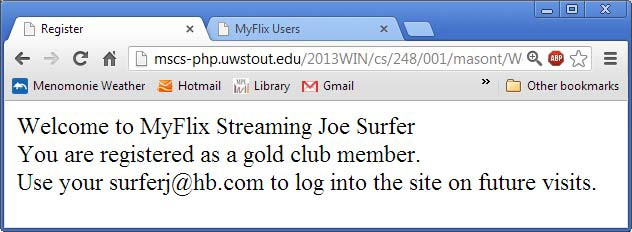 Register
MyFlix Users
mscs-php.uwstout.edu/2013WIN/cs/248/001/masont/W
ABP
Menomonie Weather
Hotmail
Library
Gmail
»
Other bookmarks
Welcome to MyFlix Streaming Joe Surfer
You are registered as a gold club member.
Use your surferj@hb.com to log into the site on future visits.